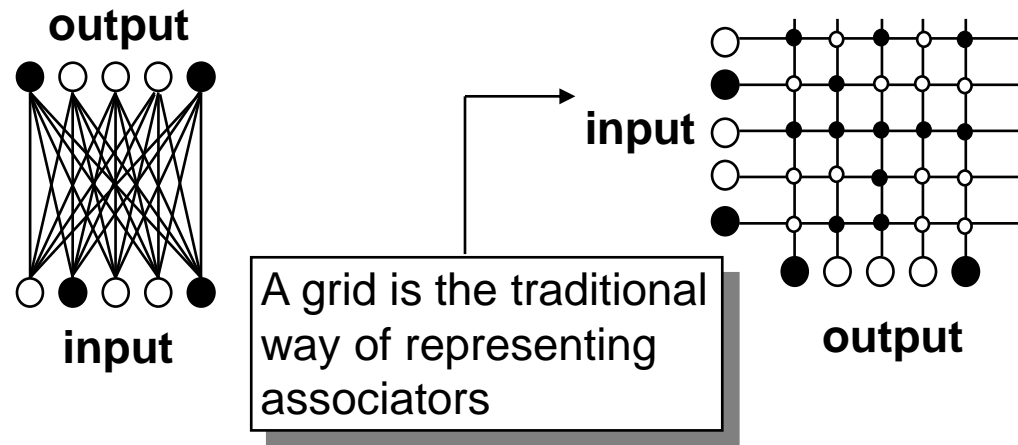 output
input
A grid is the traditional
way of representing
associators
input
output